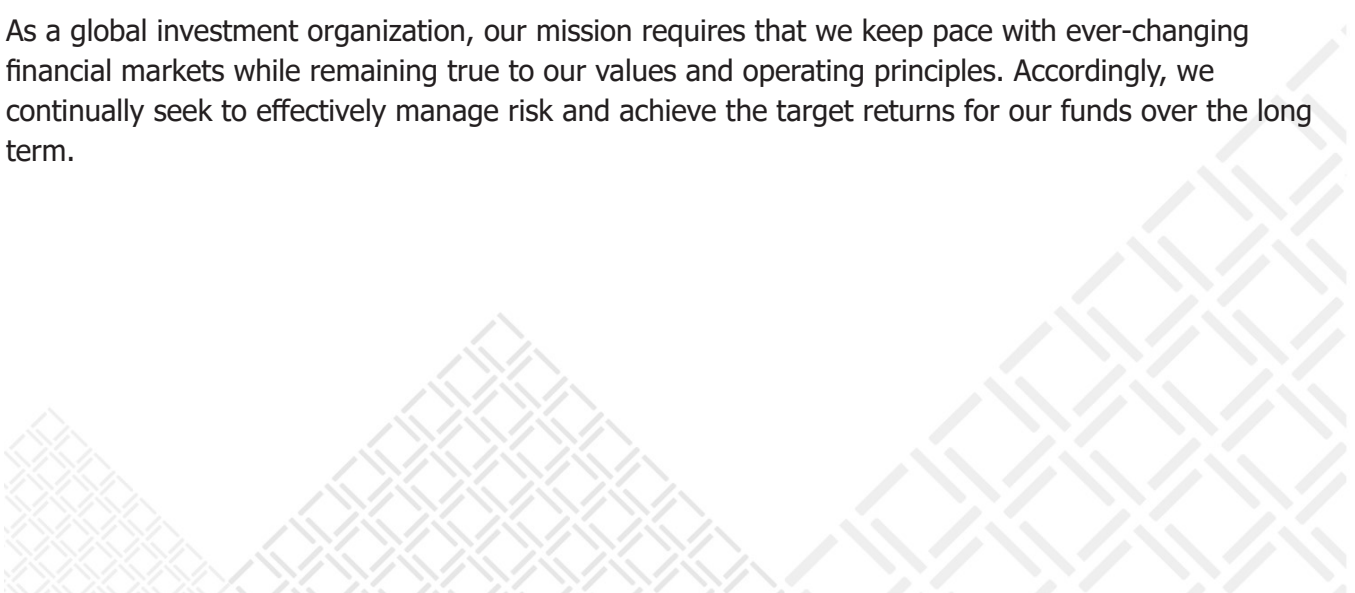 As a global investment organization, our mission requires that we keep pace with ever-changing
financial markets while remaining true to our values and operating principles. Accordingly, we
continually seek to effectively manage risk and achieve the target returns for our funds over the long
term.